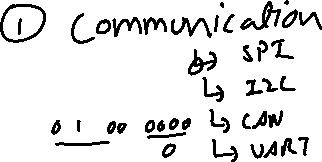 ① Communication
↳ SPI
↳ I2C
0 1 00 0000 ↳ CAN
0 ↳ UART